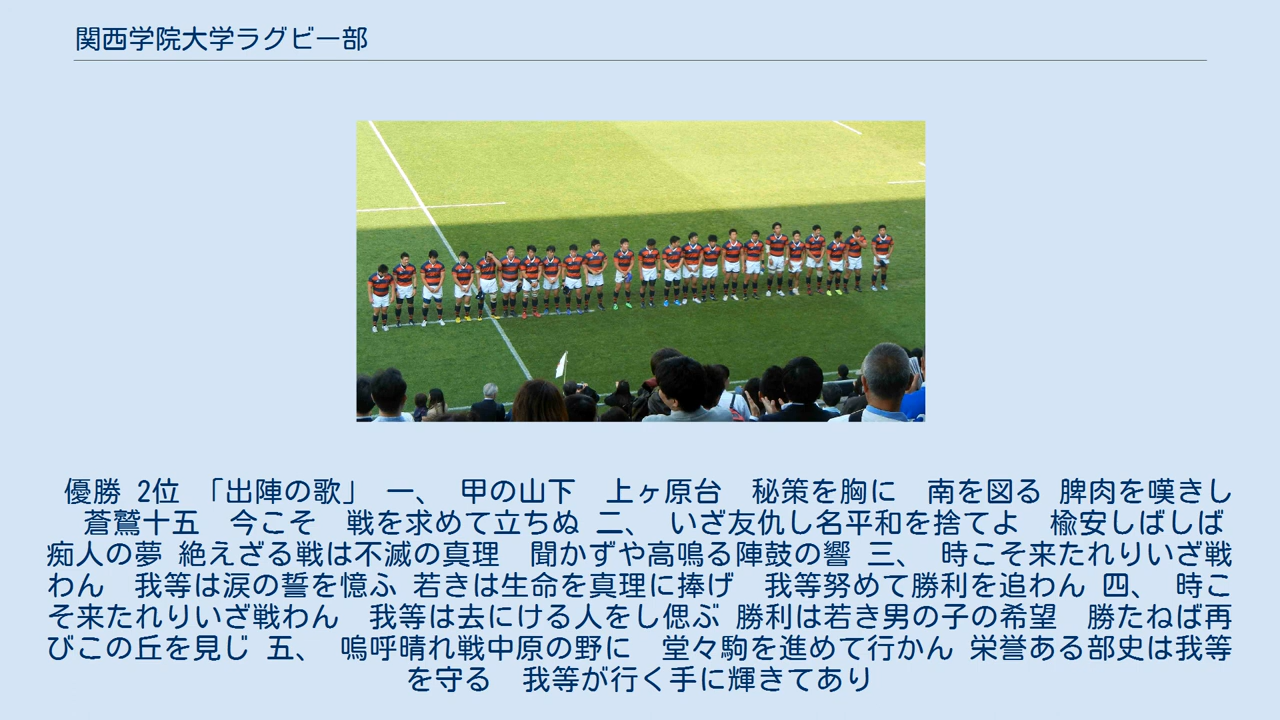 関西学院大学ラグビー部
優勝 2位 「出陣の歌」 一、 甲の山下　上ヶ原台　秘策を胸に　南を図る 脾肉を嘆きし
蒼鷲十五　今こそ　戦を求めて立ちぬ 二、 いざ友仇し名平和を捨てよ　楡安しばしば
痴人の夢 絶えざる戦は不滅の真理　聞かずや高鳴る陣鼓の響 三、 時こそ来たれりいざ戦
わん　我等は涙の誓を憶ふ 若きは生命を真理に捧げ　我等努めて勝利を追わん 四、 時こ
そ来たれりいざ戦わん　我等は去にける人をし偲ぶ 勝利は若き男の子の希望　勝たねば再
びこの丘を見じ 五、 嗚呼晴れ戦中原の野に　堂々駒を進めて行かん 栄誉ある部史は我等
を守る　我等が行く手に輝きてあり